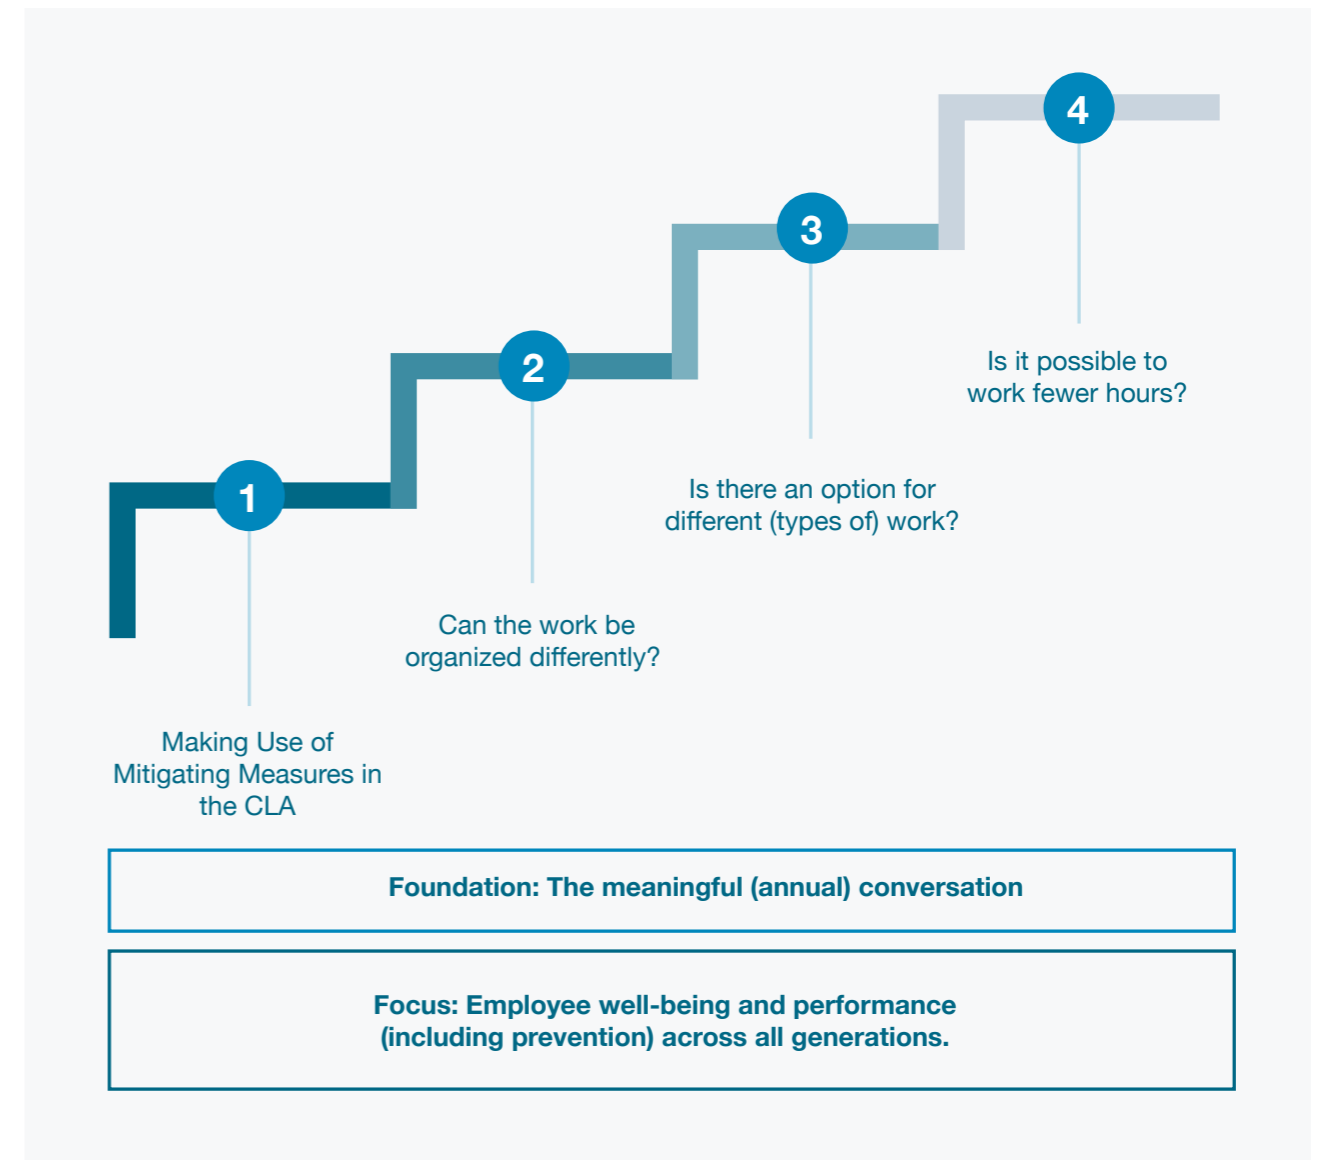 1
Making Use of
Mitigating Measures in
the CLA
2
Can the work be
organized differently?
3
Is there an option for
different (types of) work?
4
Is it possible to
work fewer hours?
Foundation: The meaningful (annual) conversation
Focus: Employee well-being and performance
(including prevention) across all generations.